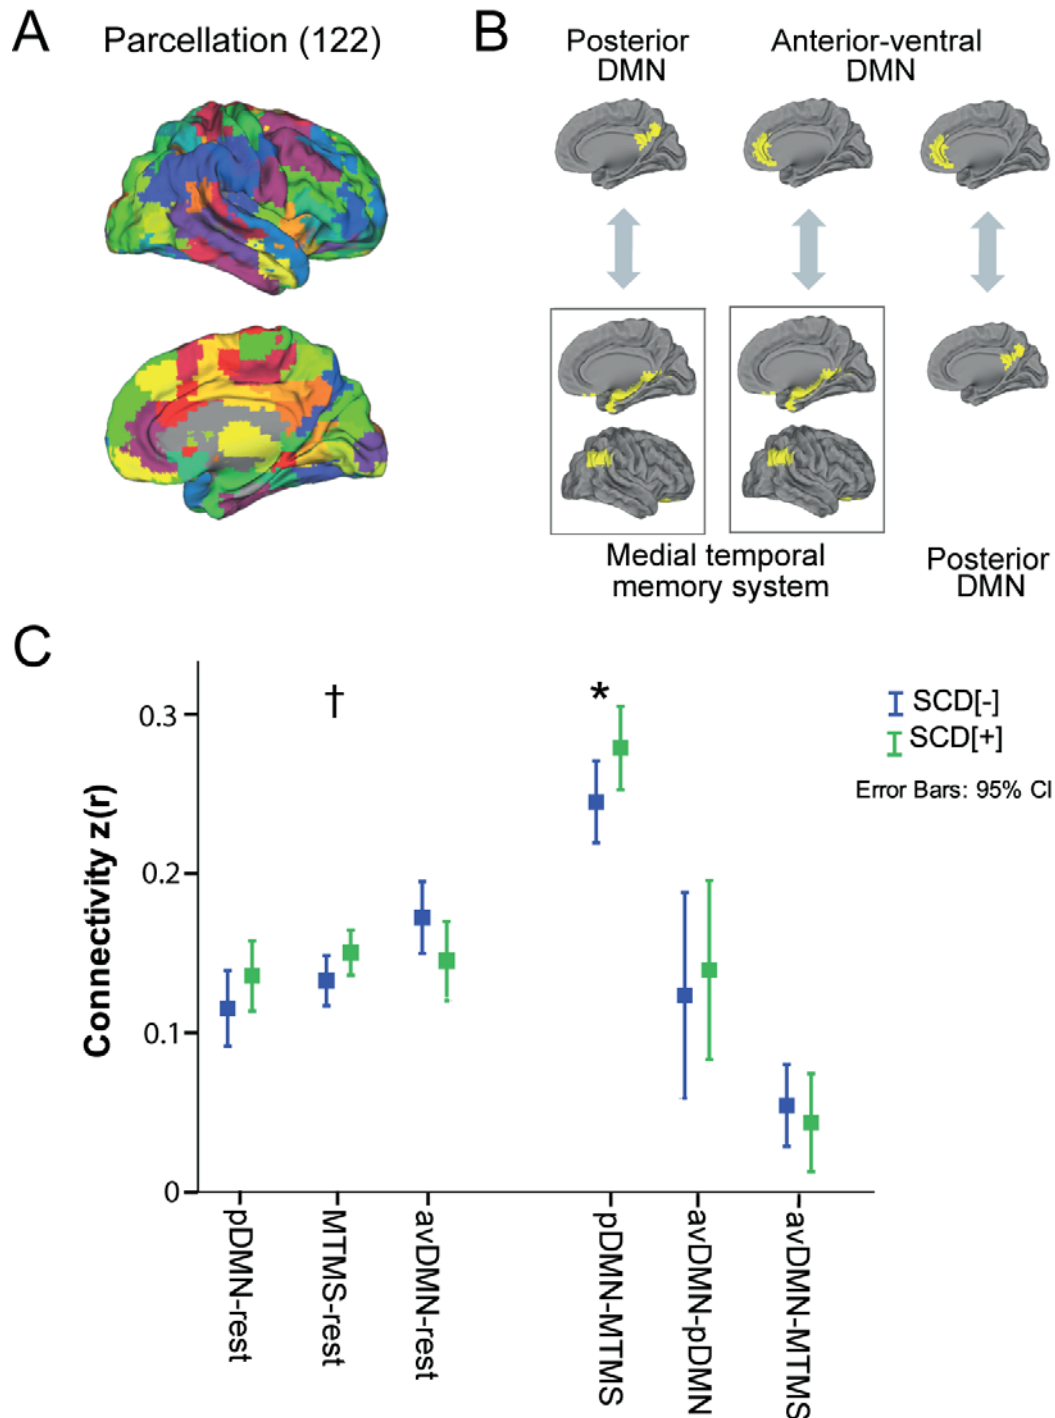 A
Parcellation (122)
B
Posterior
DMN
Anterior-ventral
DMN
Medial temporal
memory system
Posterior
DMN
C
†
*
SCD[-]
SCD[+]
Error Bars: 95% CI
Connectivity z(r)
0.3
0.2
0.1
0
pDMN-rest
MTMS-rest
avDMN-rest
pDMN-MTMS
avDMN-pDMN
avDMN-MTMS